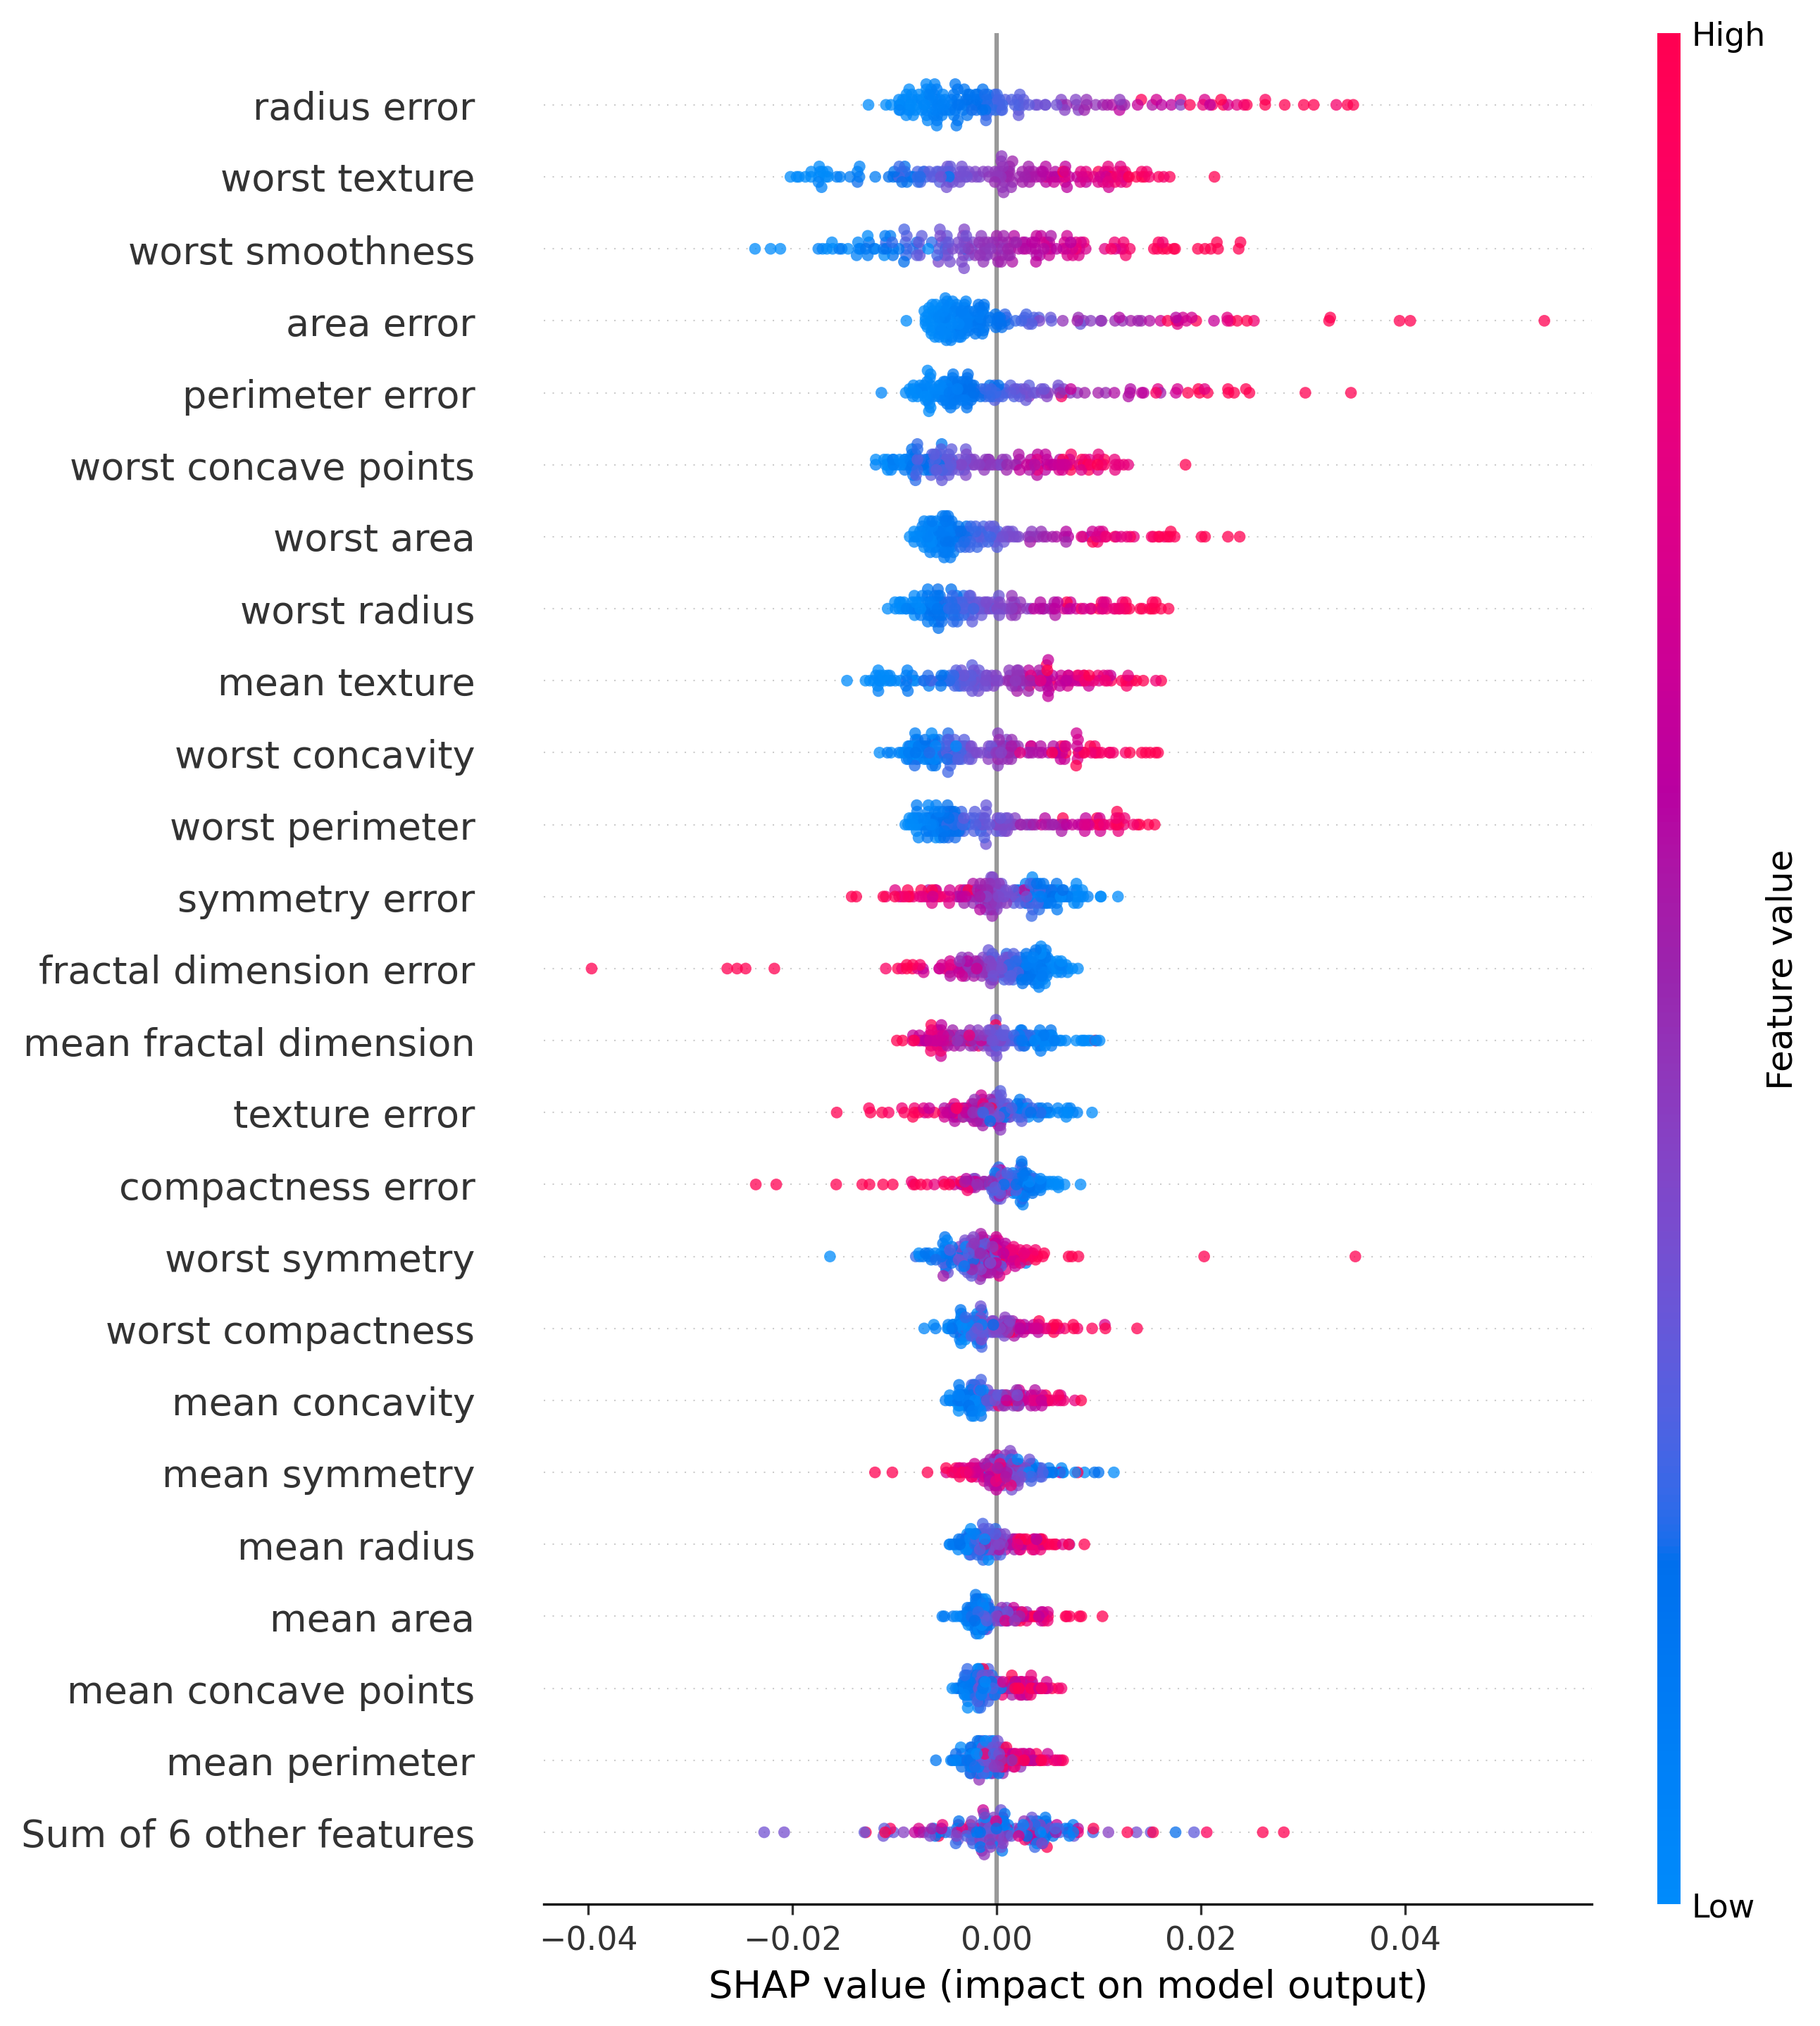 High
radius error
worst texture
worst smoothness
area error
perimeter error
worst concave points
worst area
worst radius
mean texture
worst concavity
worst perimeter
symmetry error
fractal dimension error
mean fractal dimension
texture error
compactness error
worst symmetry
worst compactness
mean concavity
mean symmetry
mean radius
mean area
mean concave points
mean perimeter
Sum of 6 other features
Feature value
Low
−0.04 −0.02 0.00 0.02 0.04
SHAP value (impact on model output)